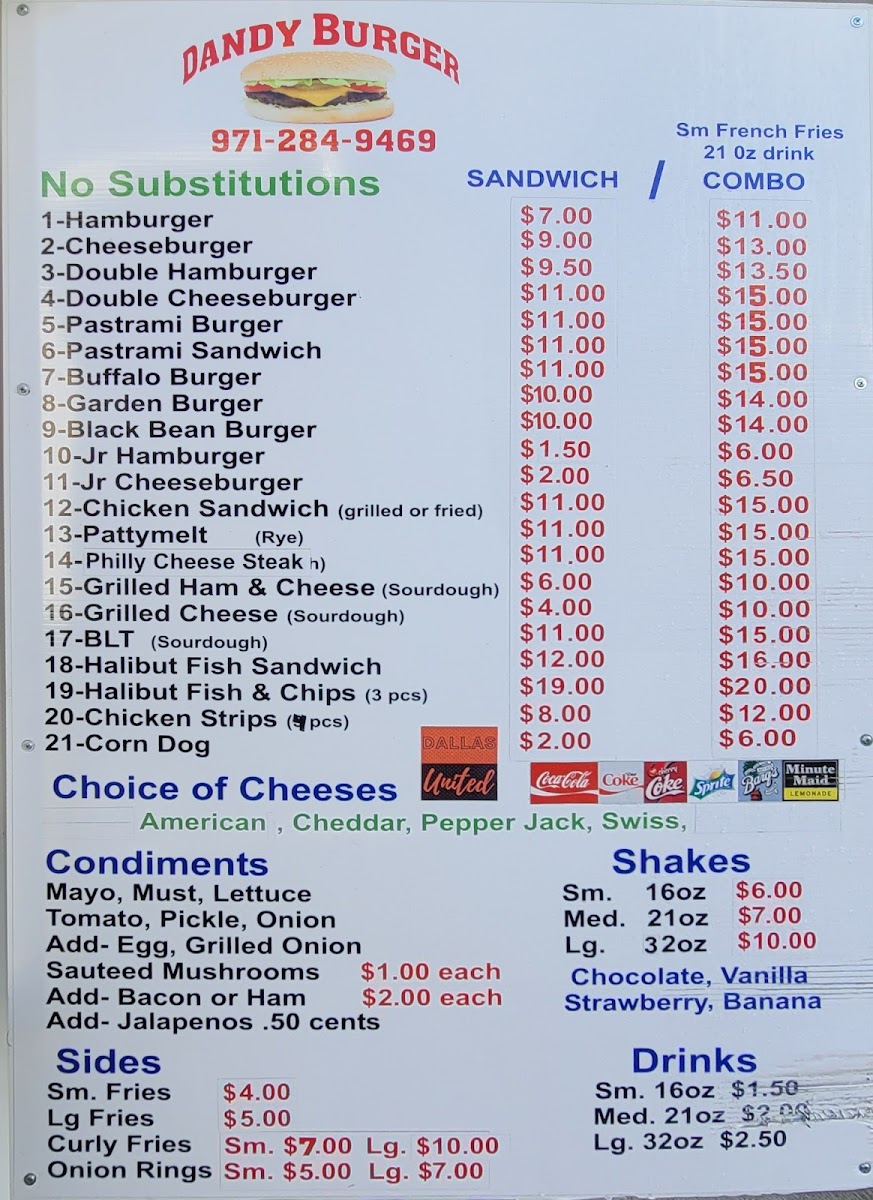 DANDY BURGER
971-284-9469
Sm French Fries
21 Oz drink
No Substitutions SANDWICH / COMBO
1-Hamburger $7.00 $11.00
2-Cheeseburger $9.00 $13.00
3-Double Hamburger $9.50 $13.50
4-Double Cheeseburger $11.00 $15.00
5-Pastrami Burger $11.00 $15.00
6-Pastrami Sandwich $11.00 $15.00
7-Buffalo Burger $11.00 $15.00
8-Garden Burger $10.00 $14.00
9-Black Bean Burger $10.00 $14.00
10-Jr Hamburger $1.50 $6.00
11-Jr Cheeseburger $2.00 $6.50
12-Chicken Sandwich (grilled or fried) $11.00 $15.00
13-Pattymelt (Rye) $11.00 $15.00
14-Philly Cheese Steak h) $11.00 $15.00
15-Grilled Ham & Cheese (Sourdough) $6.00 $10.00
16-Grilled Cheese (Sourdough) $4.00 $10.00
17-BLT (Sourdough) $11.00 $15.00
18-Halibut Fish Sandwich $12.00 $16.00
19-Halibut Fish & Chips (3 pcs) $19.00 $20.00
20-Chicken Strips (4 pcs) $8.00 $12.00
21-Corn Dog $2.00 $6.00
DALLAS
United
Coca-Cola Coke Cherry Coke Sprite Barq's Minute Maid LEMONADE
Choice of Cheeses
American , Cheddar, Pepper Jack, Swiss,
Condiments
Mayo, Must, Lettuce
Tomato, Pickle, Onion
Add- Egg, Grilled Onion
Sauteed Mushrooms $1.00 each
Add- Bacon or Ham $2.00 each
Add- Jalapenos .50 cents
Shakes
Sm. 16oz $6.00
Med. 21oz $7.00
Lg. 32oz $10.00
Chocolate, Vanilla
Strawberry, Banana
Sides
Sm. Fries $4.00
Lg Fries $5.00
Curly Fries Sm. $7.00 Lg. $10.00
Onion Rings Sm. $5.00 Lg. $7.00
Drinks
Sm. 16oz $1.50
Med. 21oz $2.00
Lg. 32oz $2.50